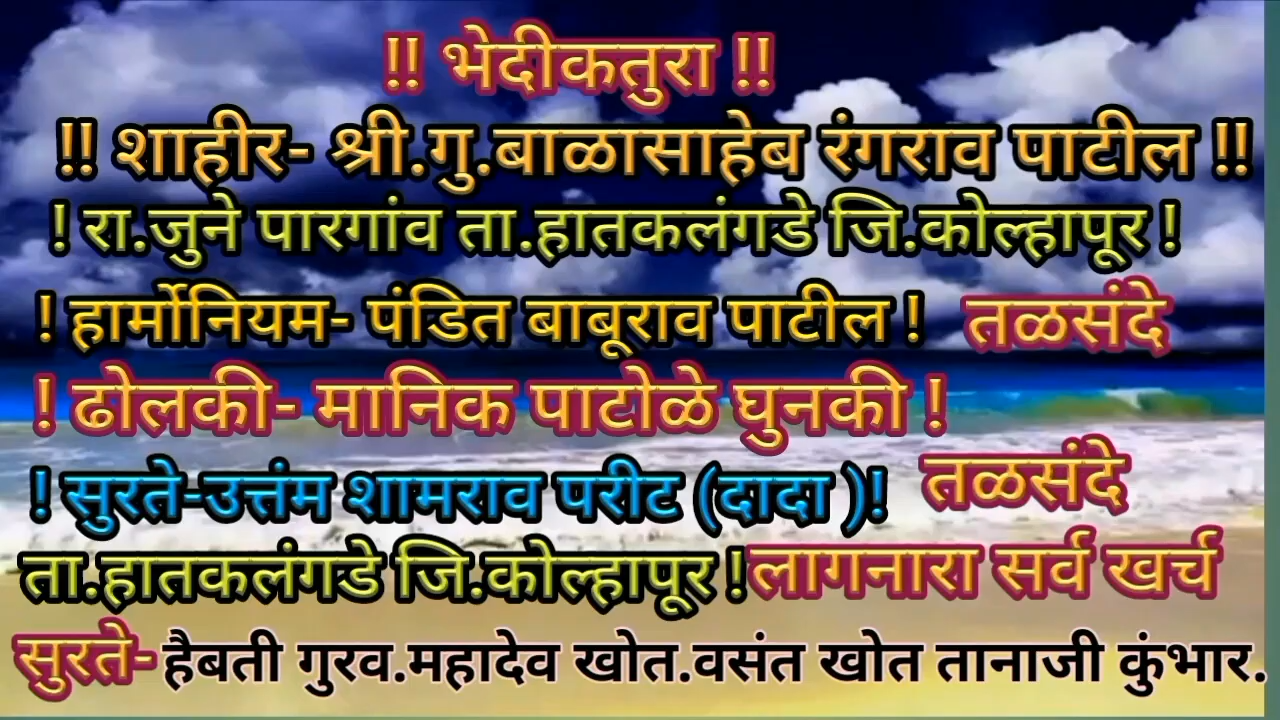 !! भेदीकतुरा !!
!! शाहीर- श्री.गु.बाळासाहेब रंगराव पाटील !!
! रा.जुने पारगांव ता.हातकलंगडे जि.कोल्हापूर !
! हार्मोनियम- पंडित बाबूराव पाटील ! तळसंदे
! ढोलकी- मानिक पाटोळे घुनकी !
! सुरते-उत्तंम शामराव परीट (दादा )! तळसंदे
ता.हातकलंगडे जि.कोल्हापूर ! लागनारा सर्व खर्च
सुरते- हैबती गुरव.महादेव खोत.वसंत खोत तानाजी कुंभार.